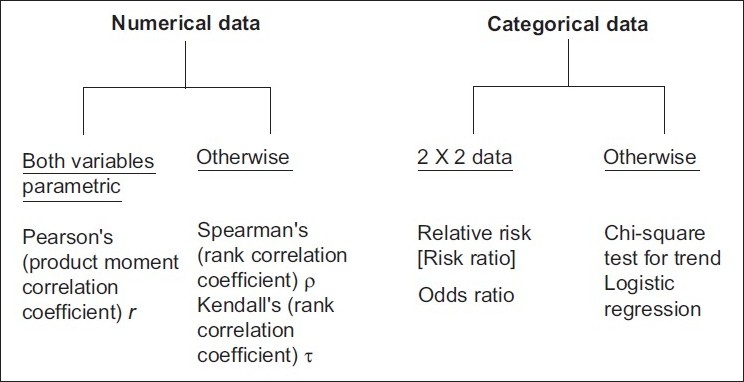 Numerical data
Both variables
parametric
Pearson's
(product moment
correlation
coefficient) r
Otherwise
Spearman's
(rank correlation
coefficient) ρ
Kendall's (rank
correlation
coefficient) τ
Categorical data
2 X 2 data
Relative risk
[Risk ratio]
Odds ratio
Otherwise
Chi-square
test for trend
Logistic
regression